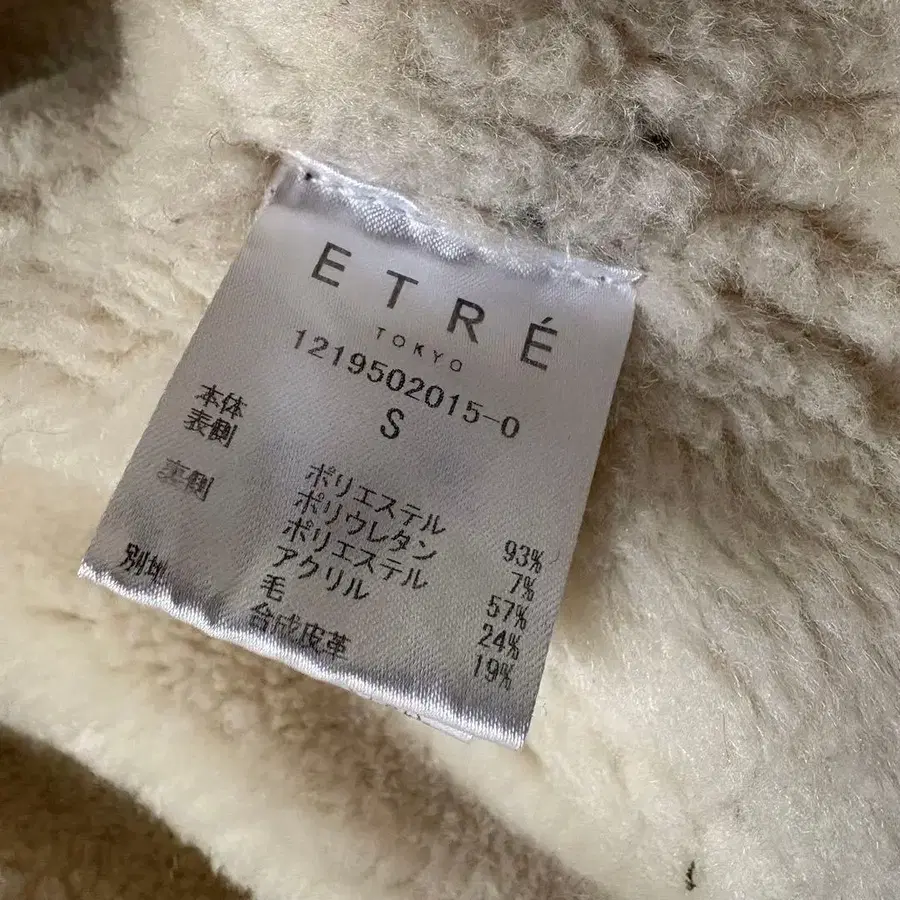 ETRÉ
TOKYO
1219502015-0
S
本体
表側 ポリエステル 93%
ポリウレタン 7%
裏側 ポリエステル 57%
アクリル 24%
毛 19%
別地 合成皮革